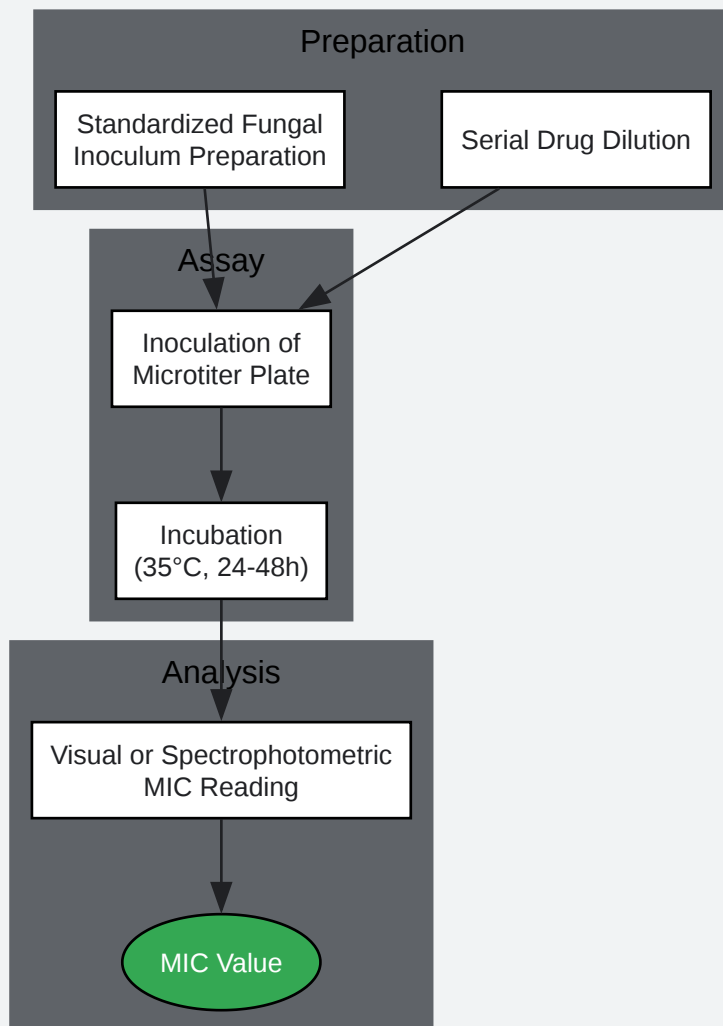 Preparation
Standardized Fungal
Inoculum Preparation
Serial Drug Dilution
Assay
Inoculation of
Microtiter Plate
Incubation
(35°C, 24-48h)
Analysis
Visual or Spectrophotometric
MIC Reading
MIC Value